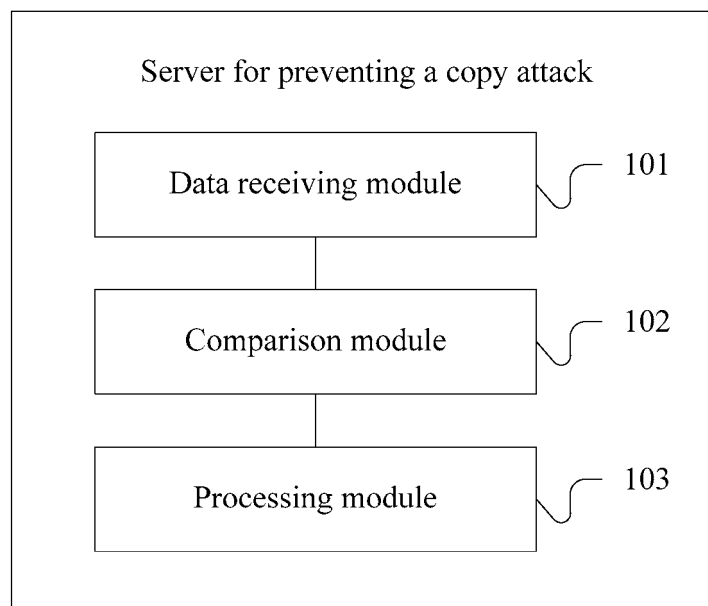 Server for preventing a copy attack
Data receiving module
101
Comparison module
102
Processing module
103